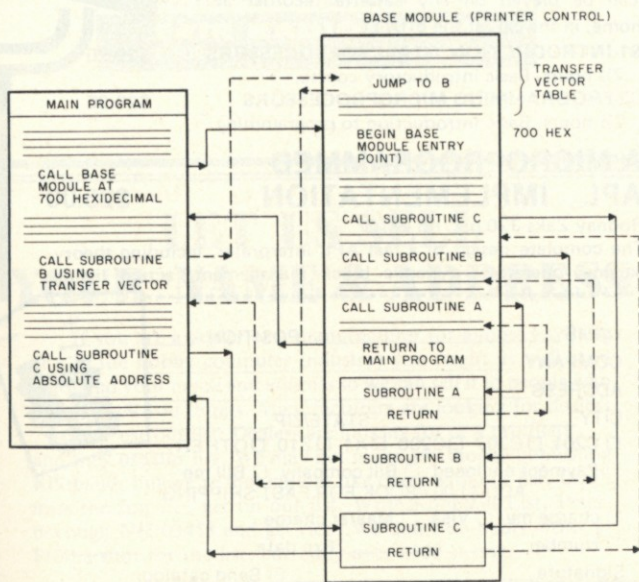 BASE MODULE (PRINTER CONTROL)
JUMP TO B
TRANSFER
VECTOR
TABLE
BEGIN BASE
MODULE (ENTRY
POINT)
700 HEX
CALL SUBROUTINE C
CALL SUBROUTINE B
CALL SUBROUTINE A
RETURN TO
MAIN PROGRAM
SUBROUTINE A
RETURN
SUBROUTINE B
RETURN
SUBROUTINE C
RETURN
MAIN PROGRAM
CALL BASE
MODULE AT
700 HEXIDECIMAL
CALL SUBROUTINE
B USING
TRANSFER VECTOR
CALL SUBROUTINE
C USING
ABSOLUTE ADDRESS